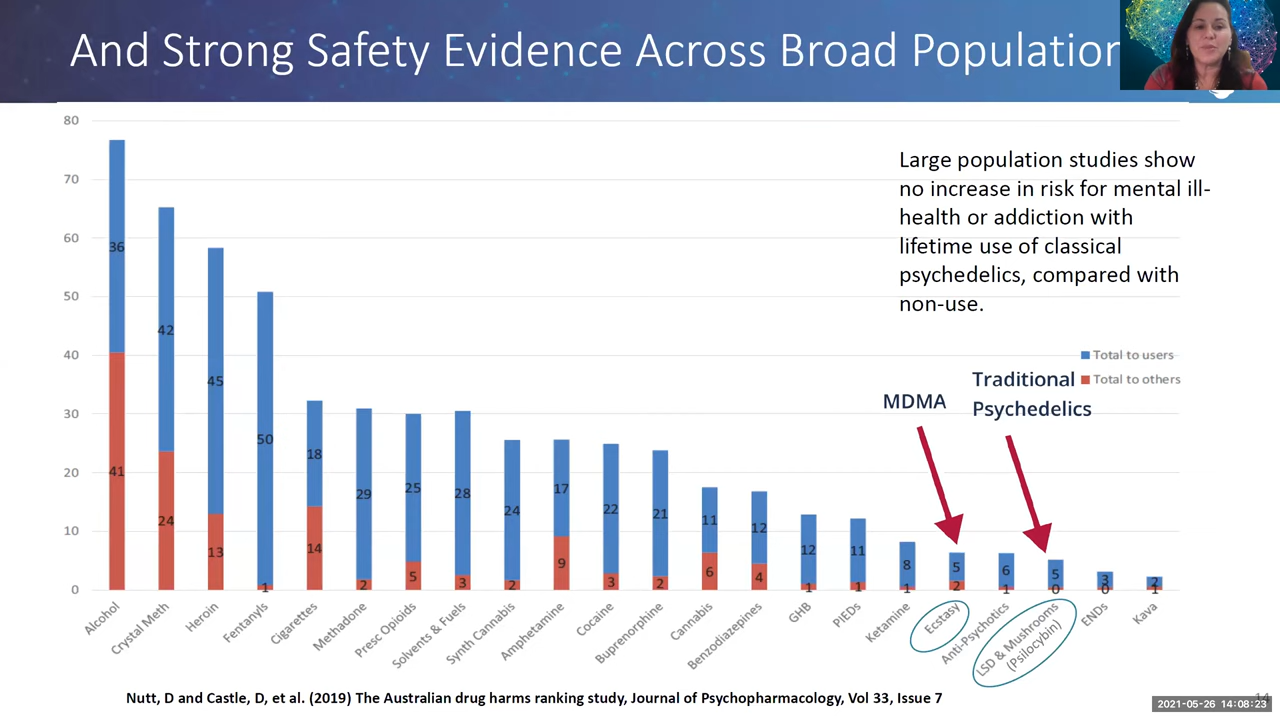 And Strong Safety Evidence Across Broad Population
80
70
60
50
40
30
20
10
0
Large population studies show
no increase in risk for mental ill-
health or addiction with
lifetime use of classical
psychedelics, compared with
non-use.
Total to users
Total to others
MDMA
Traditional
Psychedelics
36
41
42
24
45
13
50
1
18
14
29
2
25
5
28
3
24
2
17
9
22
3
21
2
11
6
12
4
12
1
11
1
8
1
5
2
6
1
5
0
3
0
2
1
Alcohol
Crystal Meth
Heroin
Fentanyls
Cigarettes
Methadone
Presc Opioids
Solvents & Fuels
Synth Cannabis
Amphetamine
Cocaine
Buprenorphine
Cannabis
Benzodiazepines
GHB
PIEDs
Ketamine
Ecstasy
Anti-Psychotics
LSD & Mushrooms
(Psilocybin)
ENDs
Kava
Nutt, D and Castle, D, et al. (2019) The Australian drug harms ranking study, Journal of Psychopharmacology, Vol 33, Issue 7
14
2021-05-26 14:08:23